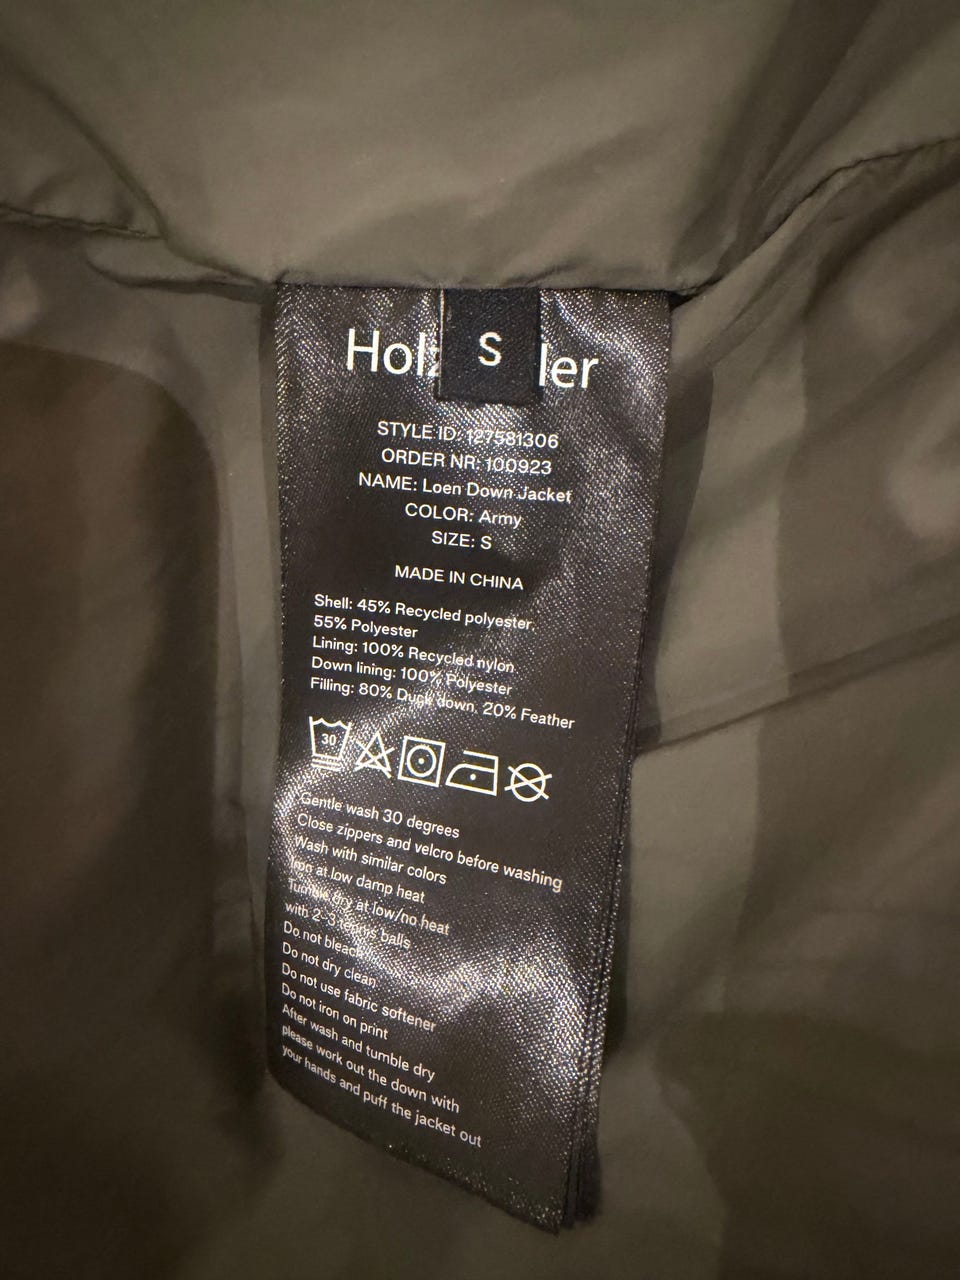 Holz S ler
STYLE ID: 127581306
ORDER NR: 100923
NAME: Loen Down Jacket
COLOR: Army
SIZE: S
MADE IN CHINA
Shell: 45% Recycled polyester,
55% Polyester
Lining: 100% Recycled nylon
Down lining: 100% Polyester
Filling: 80% Duck down, 20% Feather
30
Gentle wash 30 degrees
Close zippers and velcro before washing
Wash with similar colors
Iron at low damp heat
Tumble dry at low/no heat
with 2-3 tennis balls
Do not bleach
Do not dry clean
Do not use fabric softener
Do not iron on print
After wash and tumble dry
please work out the down with
your hands and puff the jacket out